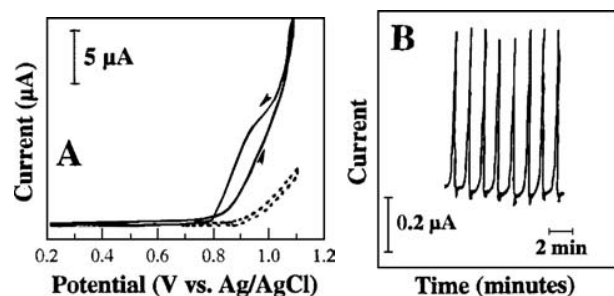 5 µA
A
Current (µA)
0.2 0.4 0.6 0.8 1.0 1.2
Potential (V vs. Ag/AgCl)
B
Current
0.2 µA
2 min
Time (minutes)